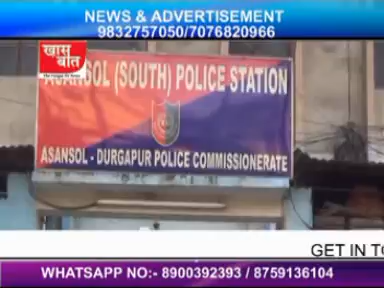 NEWS & ADVERTISEMENT
9832757050/7076820966
खास
बात
ASANSOL (SOUTH) POLICE STATION
ASANSOL - DURGAPUR POLICE COMMISSIONERATE
GET IN TO
WHATSAPP NO:- 8900392393 / 8759136104